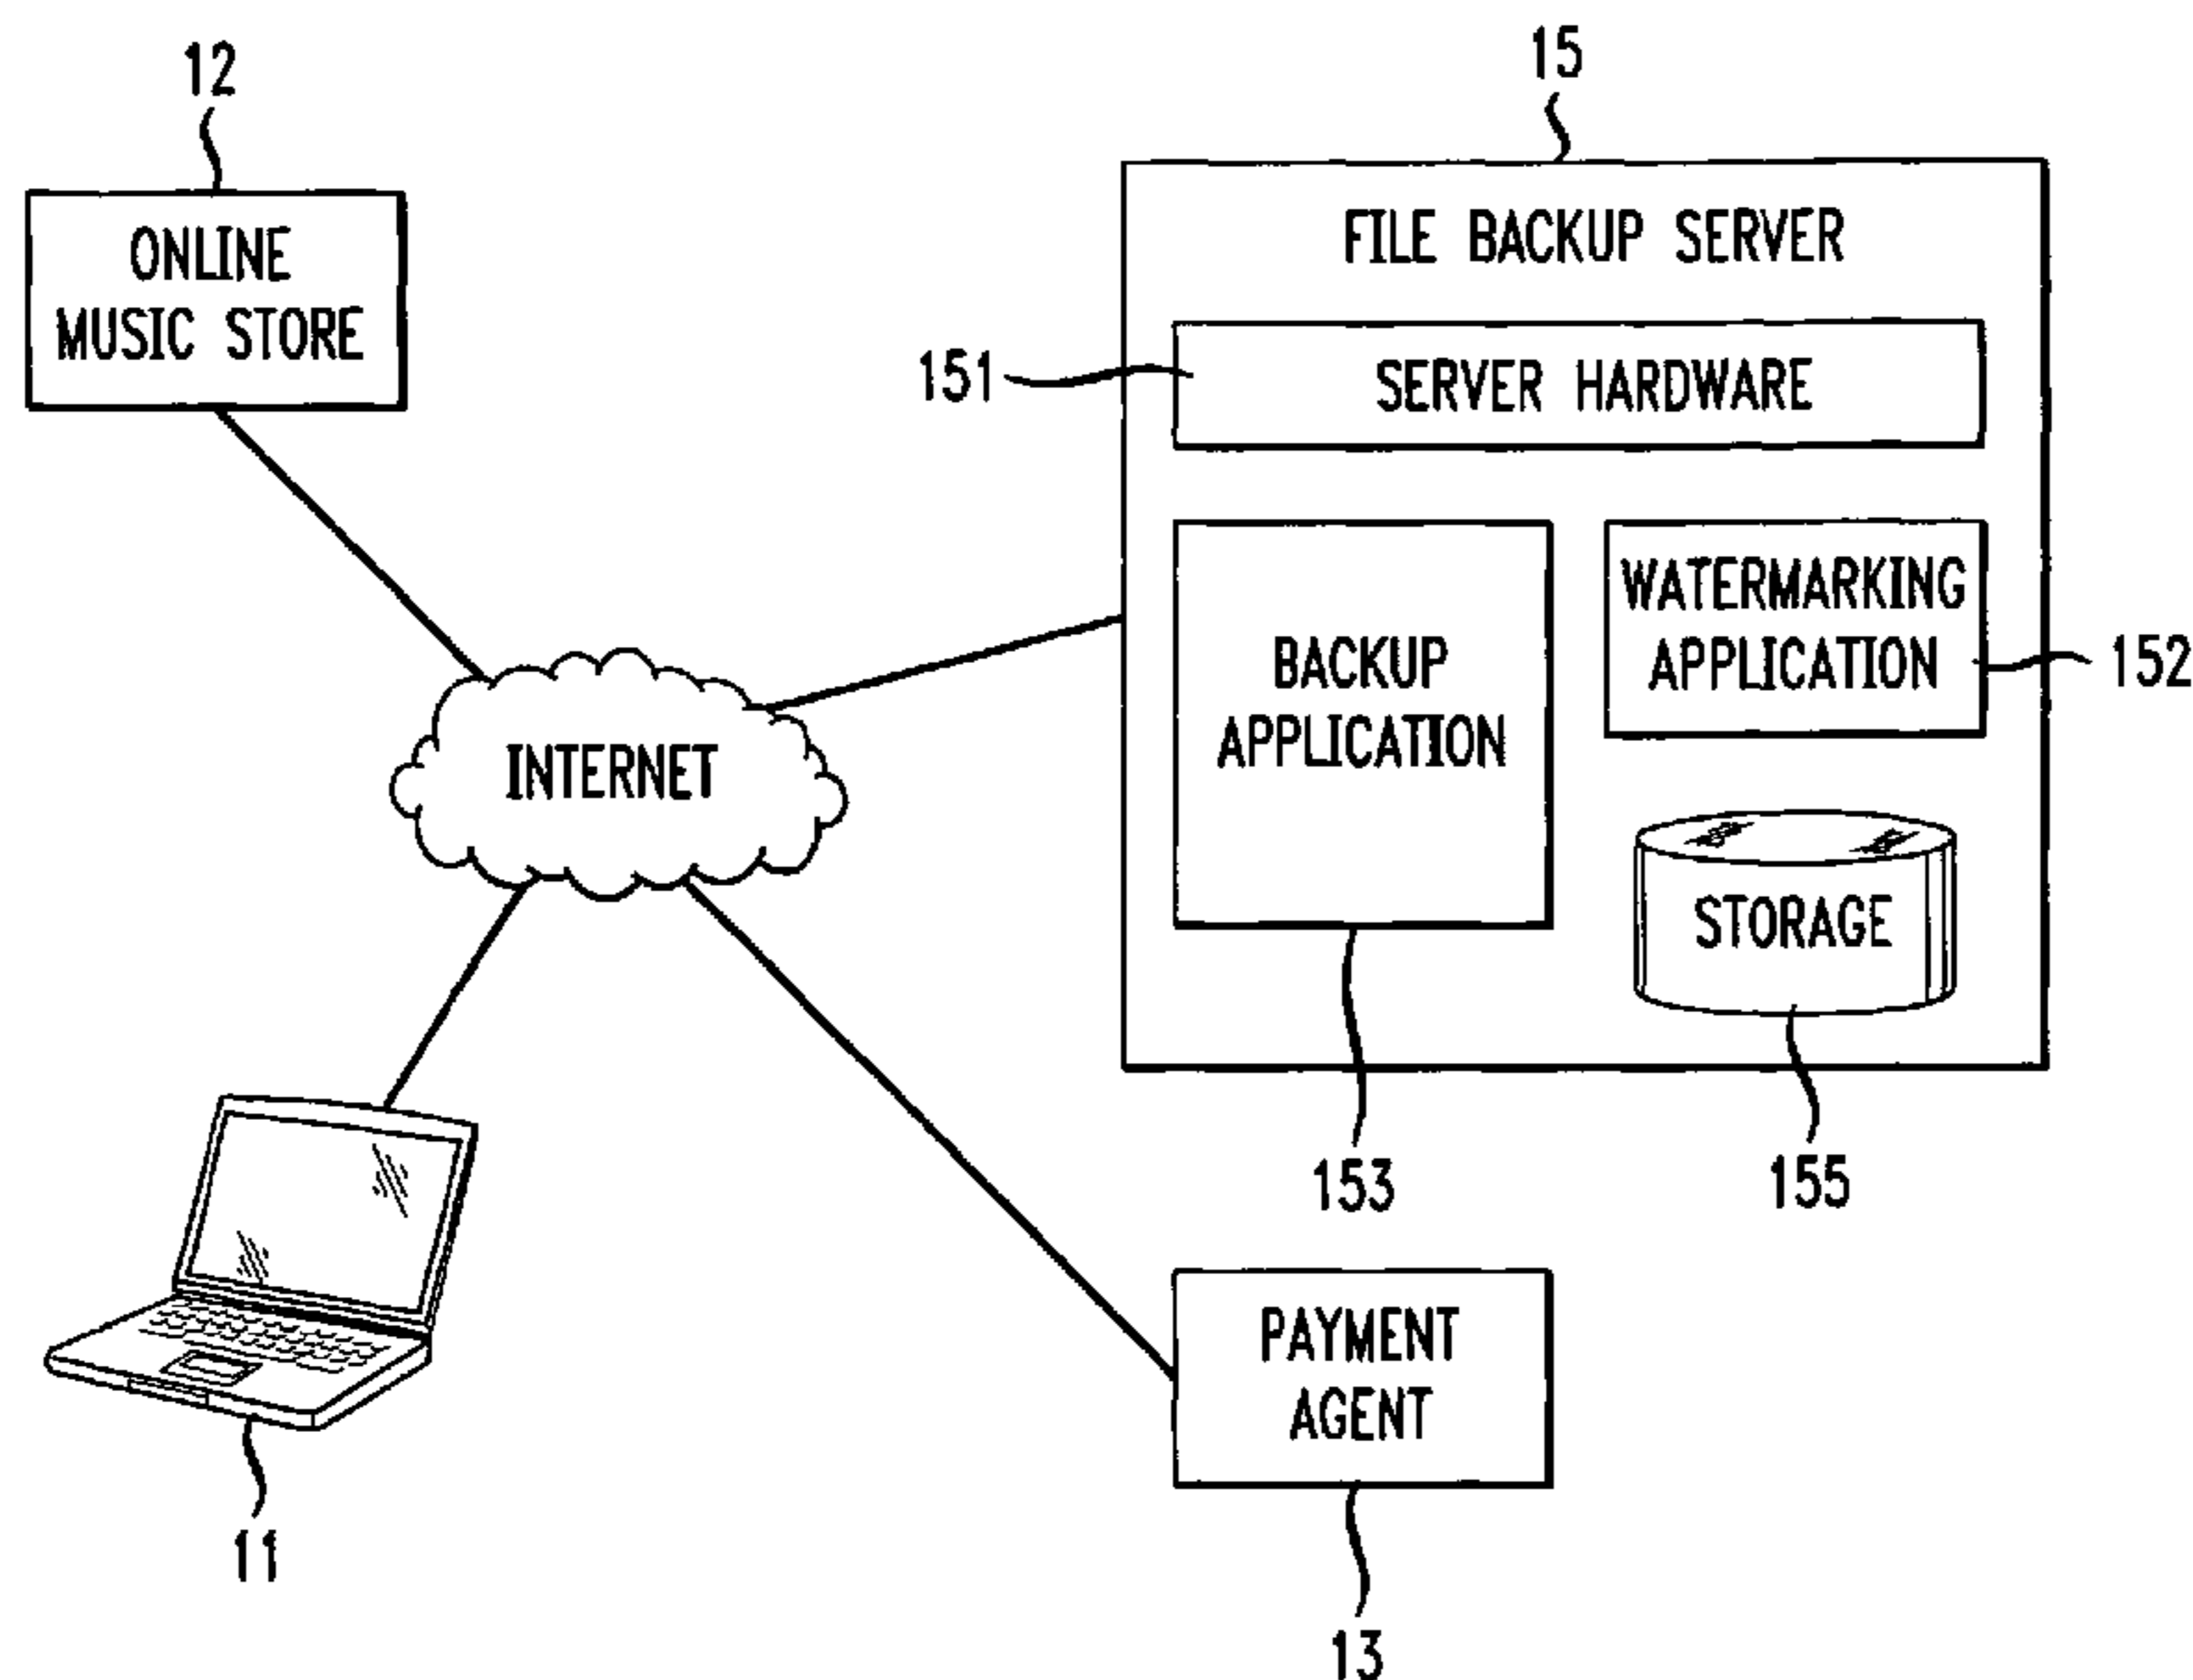 12
ONLINE
MUSIC STORE
15
FILE BACKUP SERVER
151
SERVER HARDWARE
BACKUP
APPLICATION
WATERMARKING
APPLICATION
152
STORAGE
153
155
INTERNET
11
PAYMENT
AGENT
13